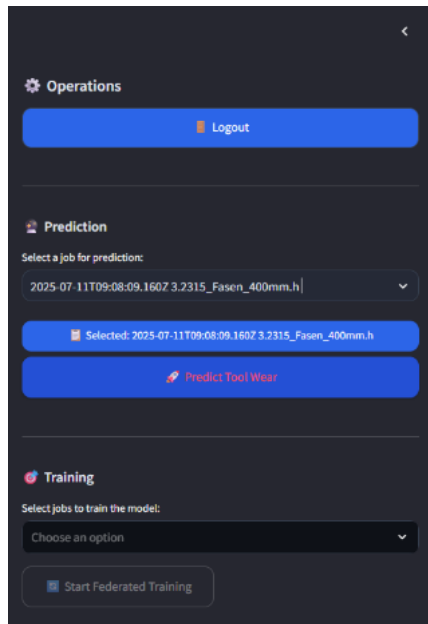 Operations
Logout
Prediction
Select a job for prediction:
2025-07-11T09:08:09.160Z 3.2315_Fasen_400mm.h
Selected: 2025-07-11T09:08:09.160Z 3.2315_Fasen_400mm.h
Predict Tool Wear
Training
Select jobs to train the model:
Choose an option
Start Federated Training